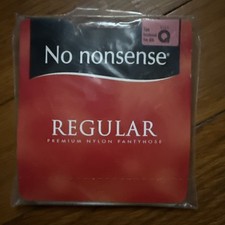 No nonsense®
REGULAR
PREMIUM NYLON PANTYHOSE